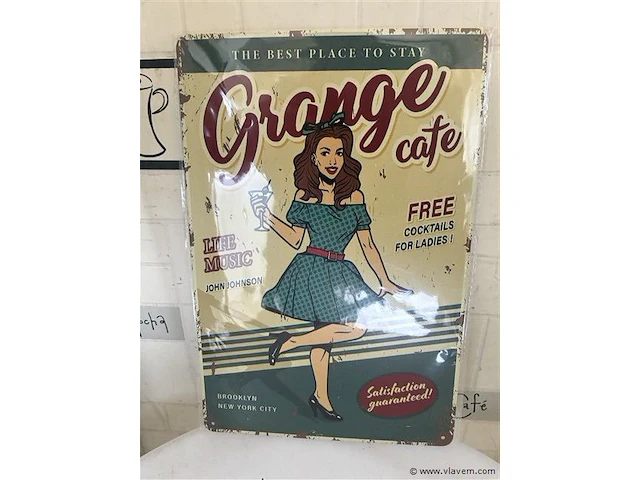 THE BEST PLACE TO STAY
Grange
cafe
FREE
COCKTAILS
FOR LADIES !
LIFE
MUSIC
JOHN JOHNSON
BROOKLYN
NEW YORK CITY
Satisfaction
guaranteed!
© www.vlavem.com